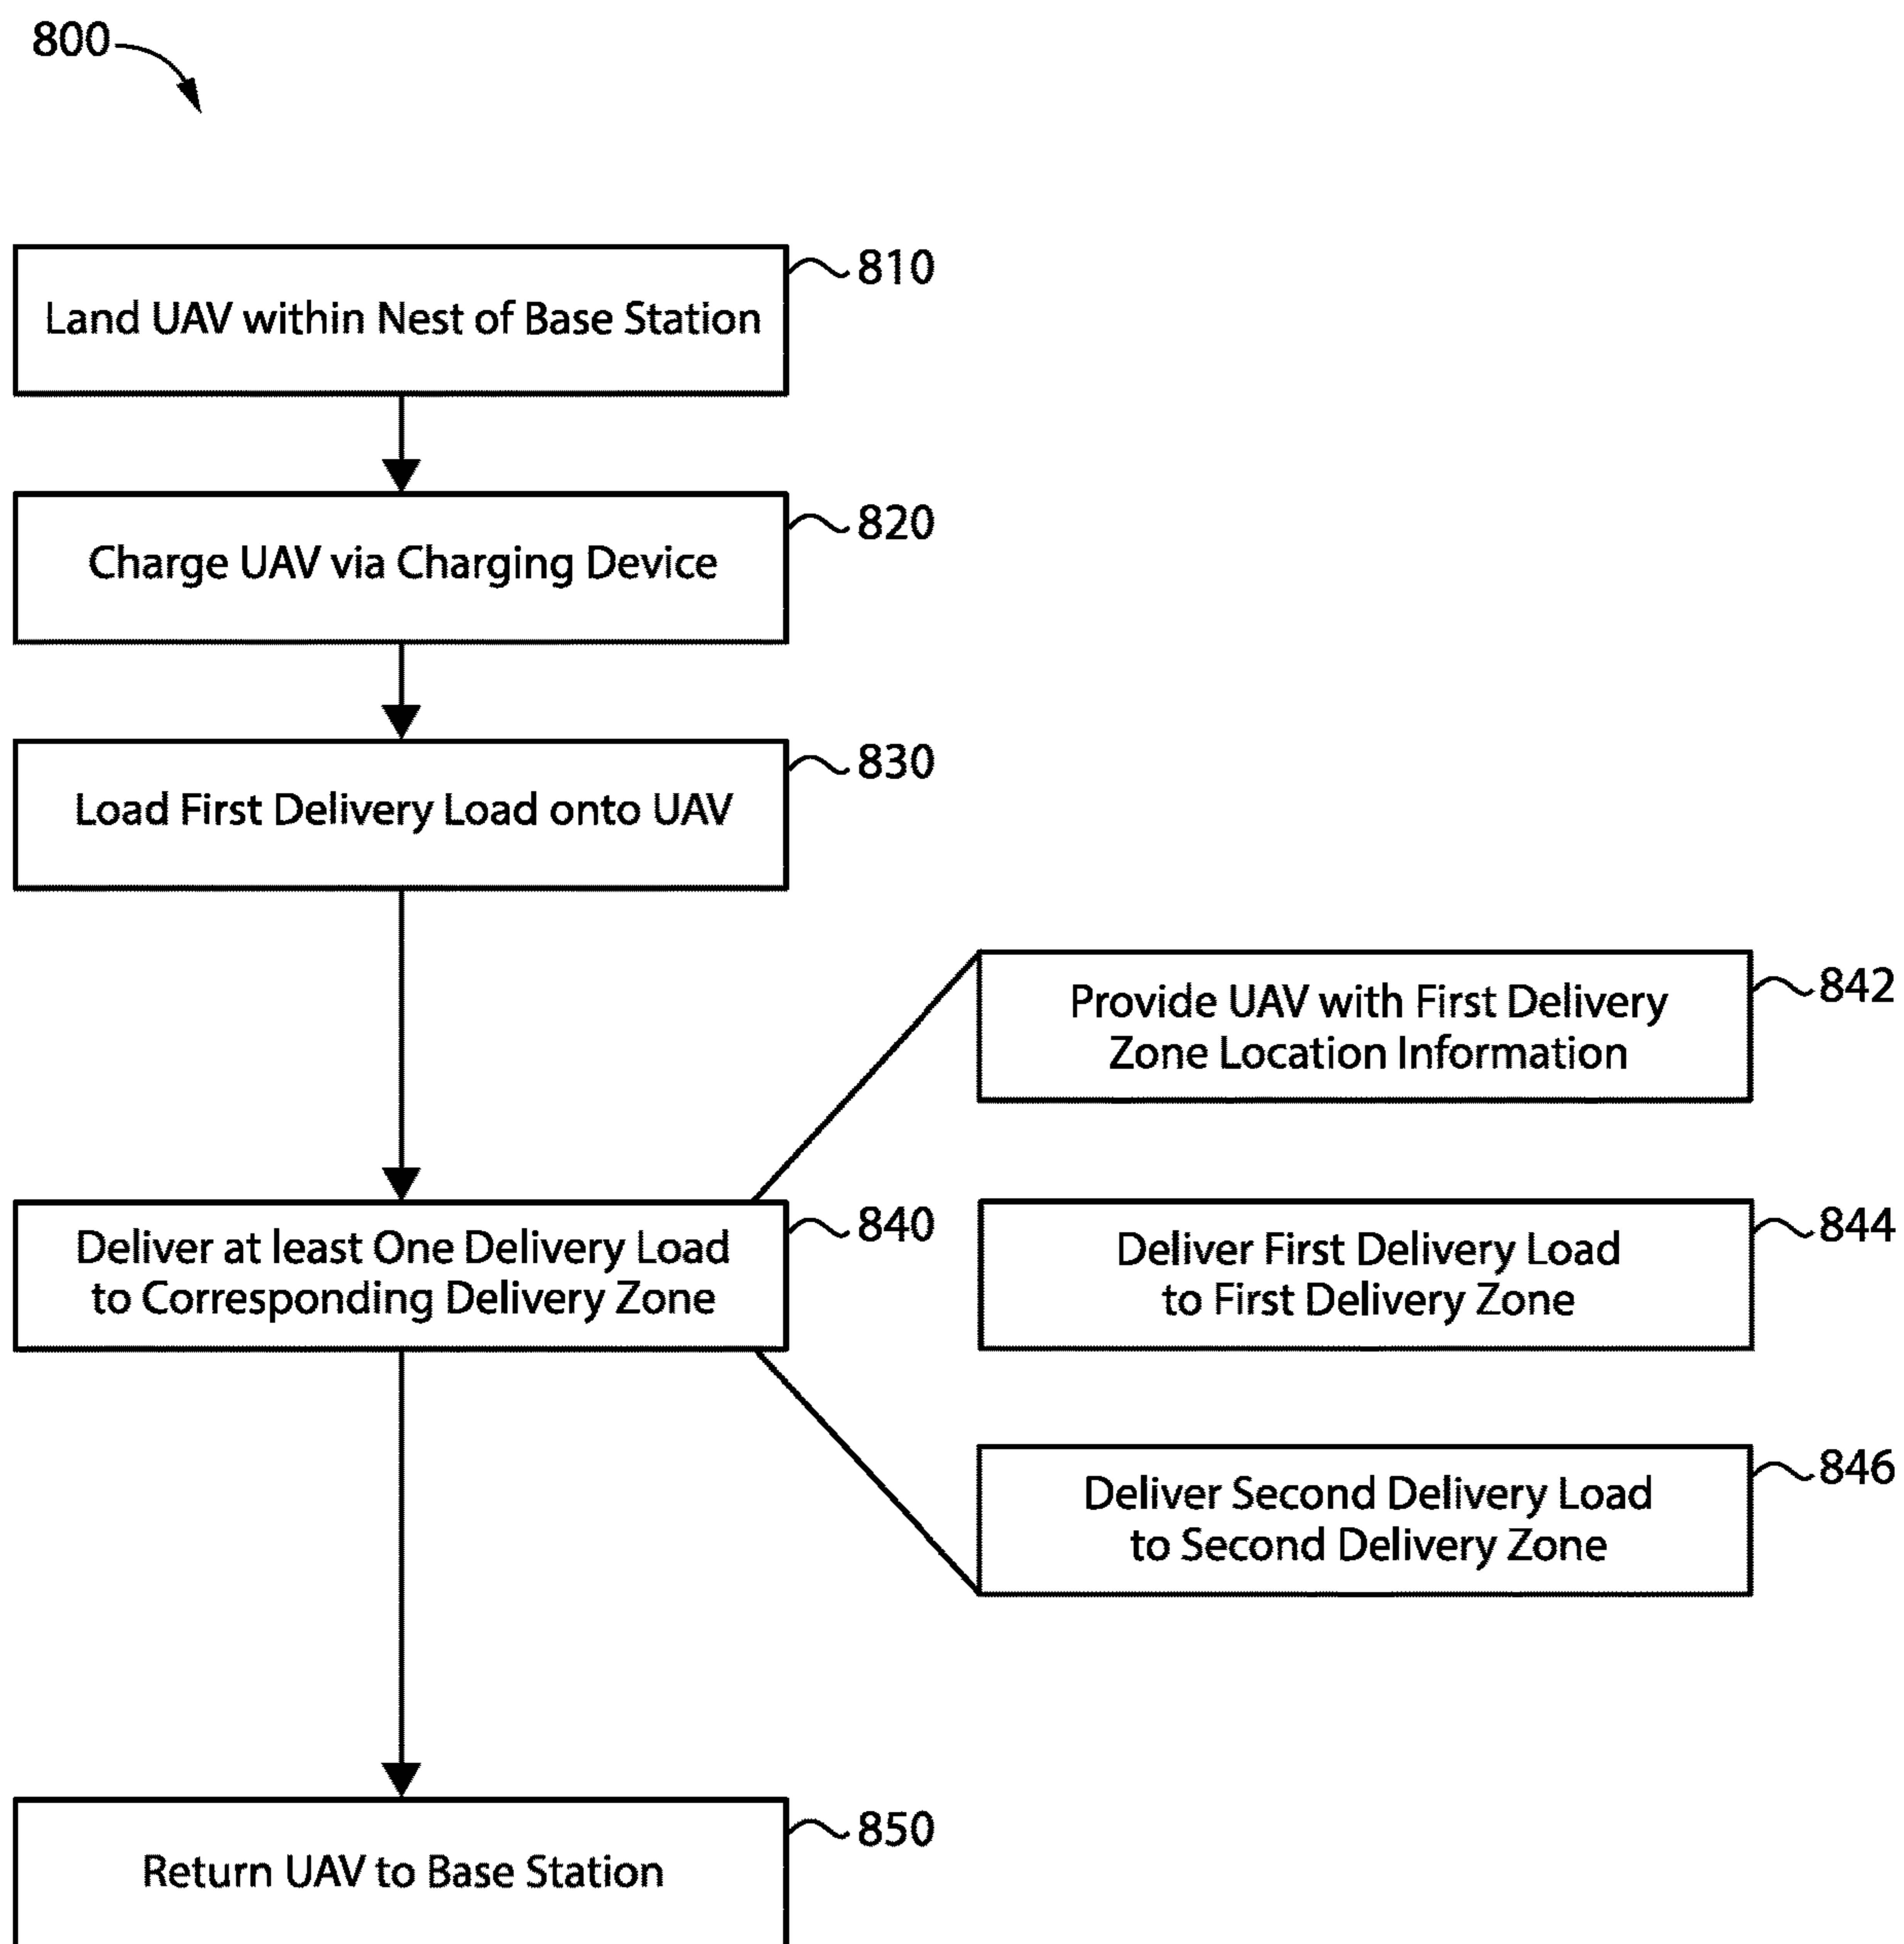 800
810
Land UAV within Nest of Base Station
820
Charge UAV via Charging Device
830
Load First Delivery Load onto UAV
842
Provide UAV with First Delivery
Zone Location Information
840
Deliver at least One Delivery Load
to Corresponding Delivery Zone
844
Deliver First Delivery Load
to First Delivery Zone
846
Deliver Second Delivery Load
to Second Delivery Zone
850
Return UAV to Base Station